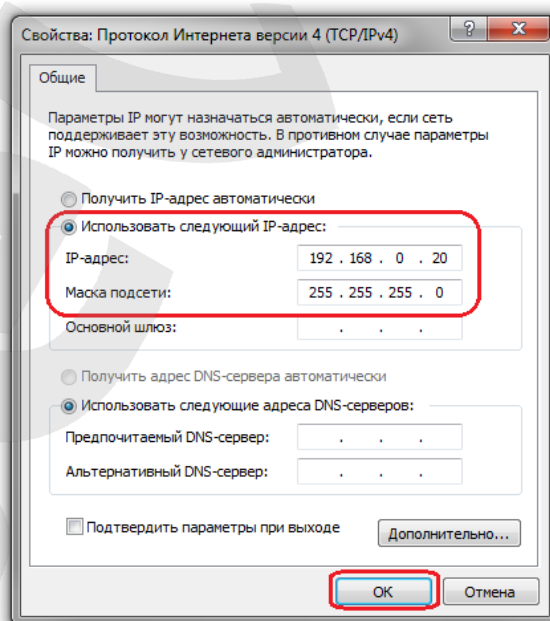 Свойства: Протокол Интернета версии 4 (TCP/IPv4)
Общие
Параметры IP могут назначаться автоматически, если сеть
поддерживает эту возможность. В противном случае параметры
IP можно получить у сетевого администратора.
Получить IP-адрес автоматически
Использовать следующий IP-адрес:
IP-адрес: 192 . 168 . 0 . 20
Маска подсети: 255 . 255 . 255 . 0
Основной шлюз: . . .
Получить адрес DNS-сервера автоматически
Использовать следующие адреса DNS-серверов:
Предпочитаемый DNS-сервер: . . .
Альтернативный DNS-сервер: . . .
Подтвердить параметры при выходе
Дополнительно...
ОК Отмена